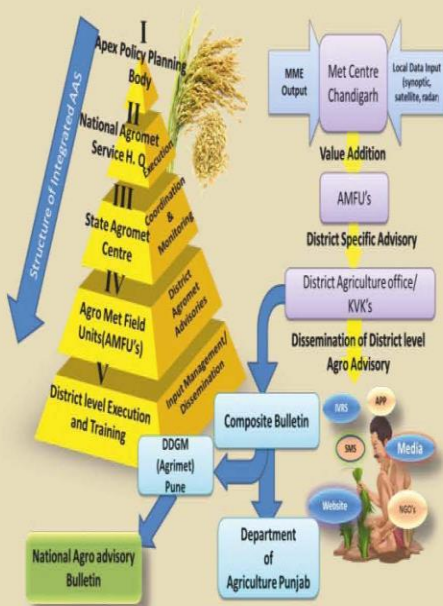 Structure of Integrated AAS
I
Apex Policy Planning
Body
II
National Agromet
Service H. Q
Execution
III
State Agromet
Centre
Coordination
&
Monitoring
IV
Agro Met Field
Units(AMFU's)
District
Agromet
Advisories
V
District level Execution
and Training
Input Management/
Dissemination
MME
Output
Met Centre
Chandigarh
Local Data Input
(synoptic,
satellite, radar:
Value Addition
AMFU's
District Specific Advisory
District Agriculture office/
KVK's
Dissemination of District level
Agro Advisory
IVRS
APP
SMS
Media
Website
NGO's
Composite Bulletin
DDGM
(Agrimet)
Pune
National Agro advisory
Bulletin
Department
of
Agriculture Punjab